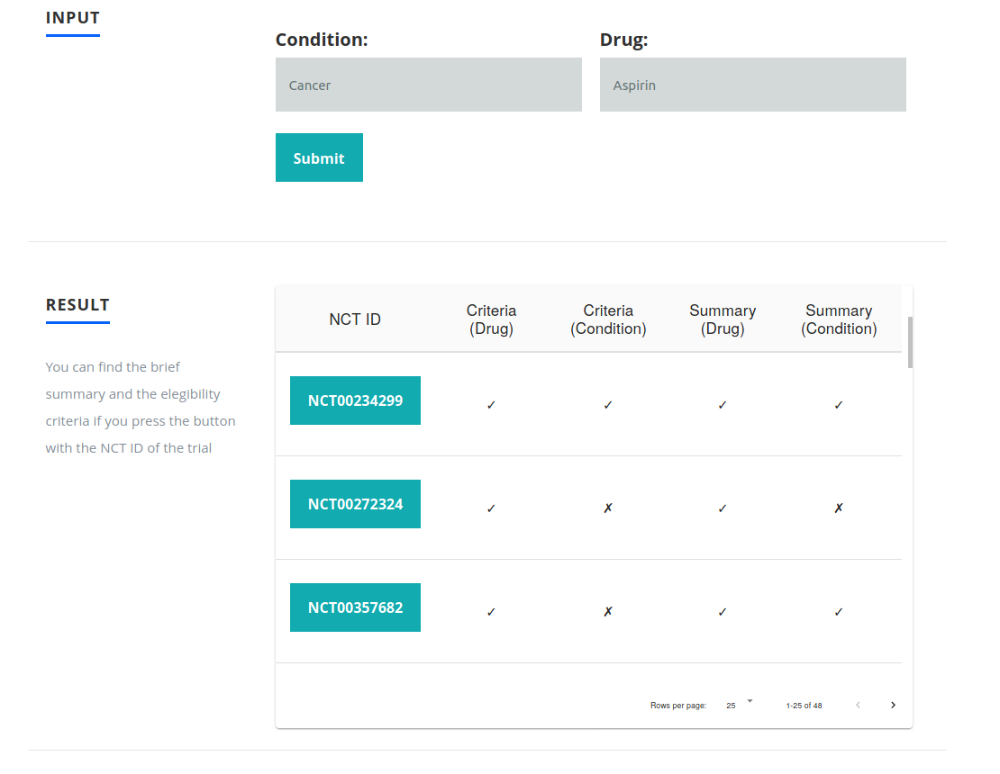 INPUT
Condition: Drug:
Cancer Aspirin
Submit
RESULT
You can find the brief
summary and the elegibility
criteria if you press the button
with the NCT ID of the trial
NCT ID Criteria (Drug) Criteria (Condition) Summary (Drug) Summary (Condition)
NCT00234299 ✓ ✓ ✓ ✓
NCT00272324 ✓ ✗ ✓ ✗
NCT00357682 ✓ ✗ ✓ ✓
Rows per page: 25 1-25 of 48